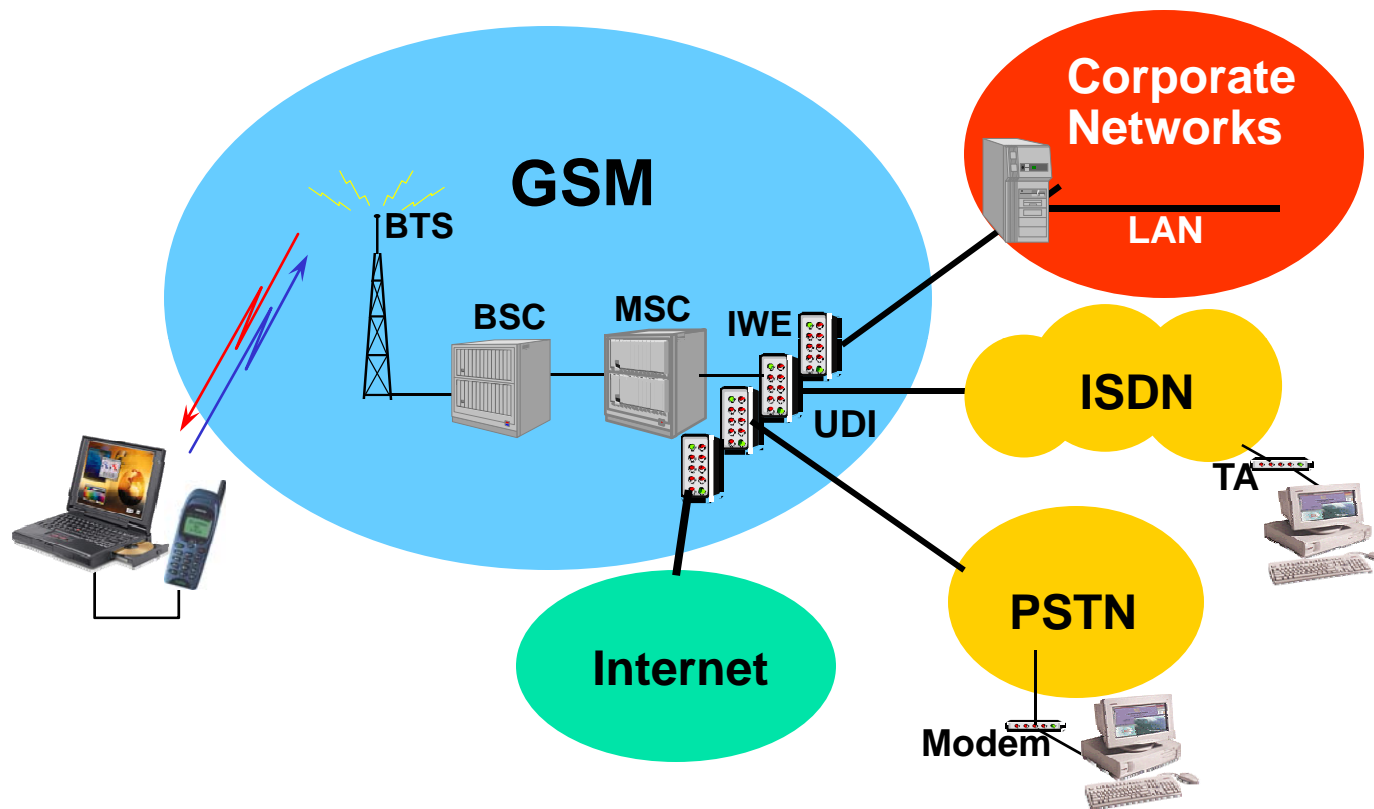 GSM
BTS
BSC
MSC
IWE
UDI
Corporate
Networks
LAN
ISDN
TA
PSTN
Modem
Internet